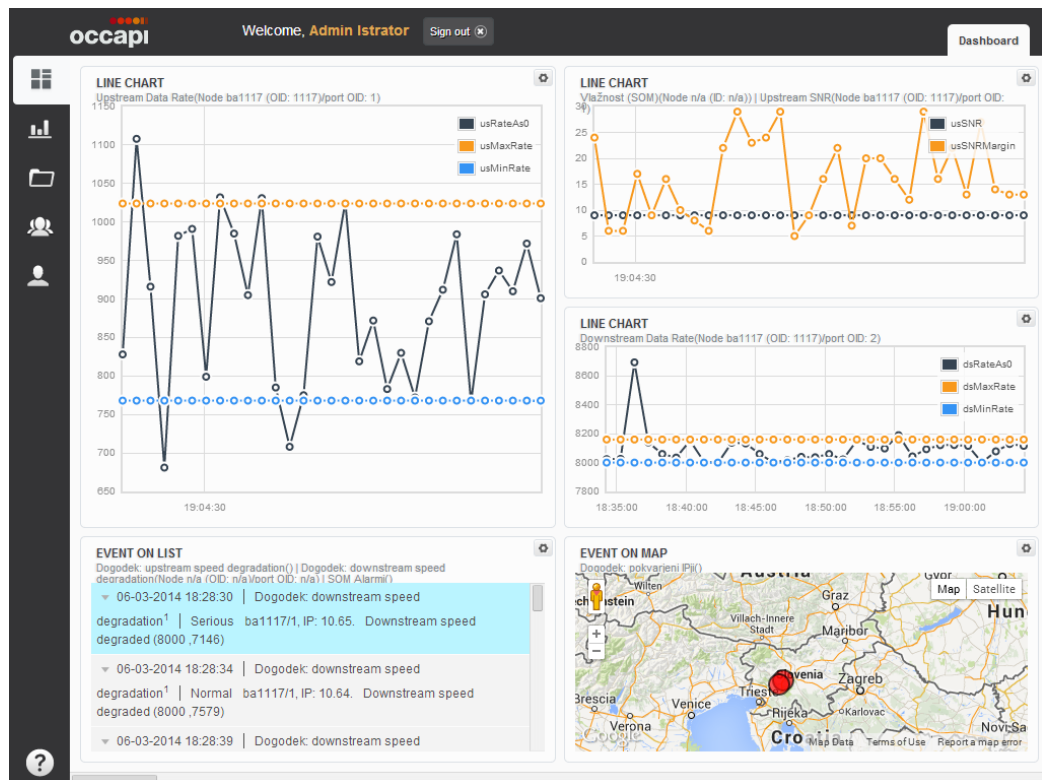 occapi
Welcome, Admin Istrator
Sign out
Dashboard
LINE CHART
Upstream Data Rate(Node ba1117 (OID: 1117)/port OID: 1)
1150
1100
1050
1000
950
900
850
800
750
700
650
19:04:30
usRateAs0
usMaxRate
usMinRate
LINE CHART
Vlažnost (SOM)(Node n/a (ID: n/a)) | Upstream SNR(Node ba1117 (OID: 1117)/port OID:
1)
30
25
20
15
10
5
0
19:04:30
usSNR
usSNRMargin
LINE CHART
Downstream Data Rate(Node ba1117 (OID: 1117)/port OID: 2)
8800
8600
8400
8200
8000
7800
18:35:00 18:40:00 18:45:00 18:50:00 18:55:00 19:00:00
dsRateAs0
dsMaxRate
dsMinRate
EVENT ON LIST
Dogodek: upstream speed degradation() | Dogodek: downstream speed
degradation(Node n/a (OID: n/a)/port OID: n/a) | SOM Alarmi()
06-03-2014 18:28:30 | Dogodek: downstream speed
degradation1 | Serious ba1117/1, IP: 10.65. Downstream speed
degraded (8000 ,7146)
06-03-2014 18:28:34 | Dogodek: downstream speed
degradation1 | Normal ba1117/1, IP: 10.64. Downstream speed
degraded (8000 ,7579)
06-03-2014 18:28:39 | Dogodek: downstream speed
EVENT ON MAP
Dogodek: pokvarjeni IPji()
Austria
Gyor
Wilten
Graz
Map
Satellite
Hun
Villach-Innere
Stadt
Maribor
Zagreb
Trieste
Venice
Rijeka
Karlovac
Brescia
Verona
Novi Sa
Google
Map Data
Terms of Use
Report a map error
?